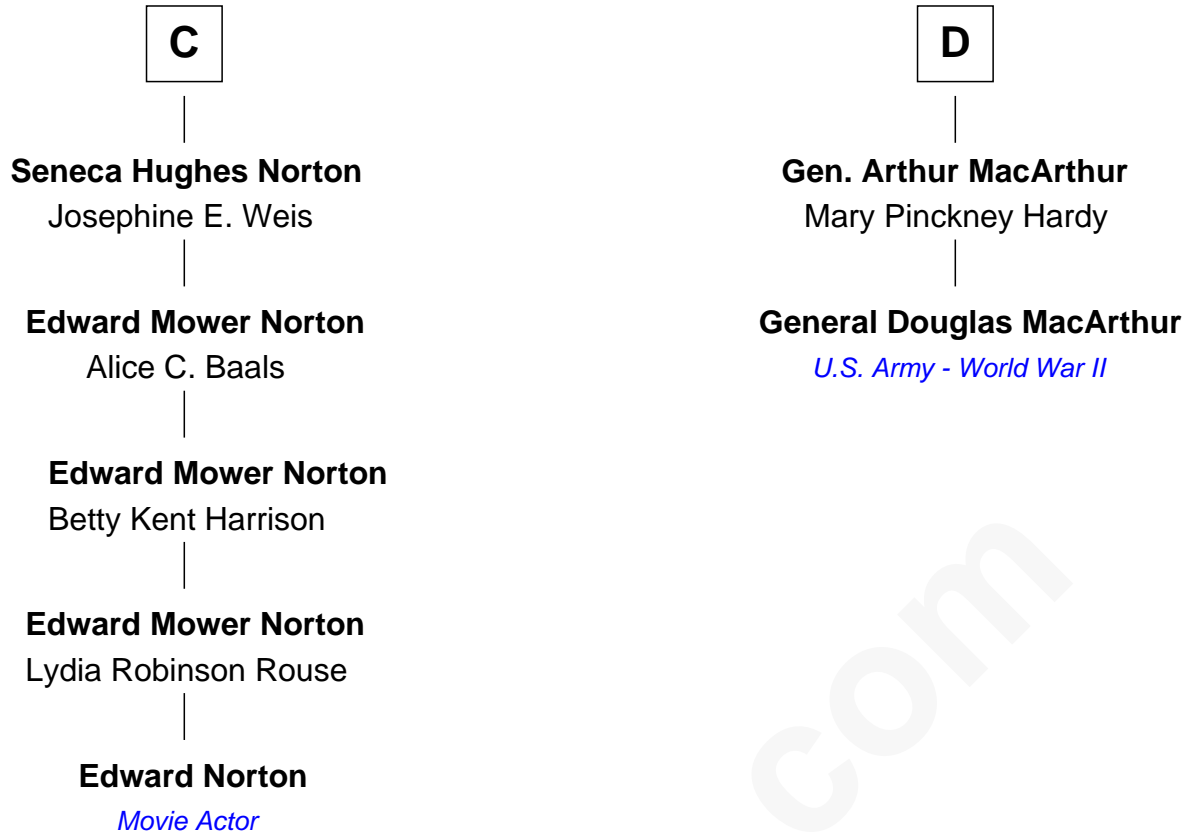 C
Seneca Hughes Norton
Josephine E. Weis
Edward Mower Norton
Alice C. Baals
Edward Mower Norton
Betty Kent Harrison
Edward Mower Norton
Lydia Robinson Rouse
Edward Norton
Movie Actor
D
Gen. Arthur MacArthur
Mary Pinckney Hardy
General Douglas MacArthur
U.S. Army - World War II
com